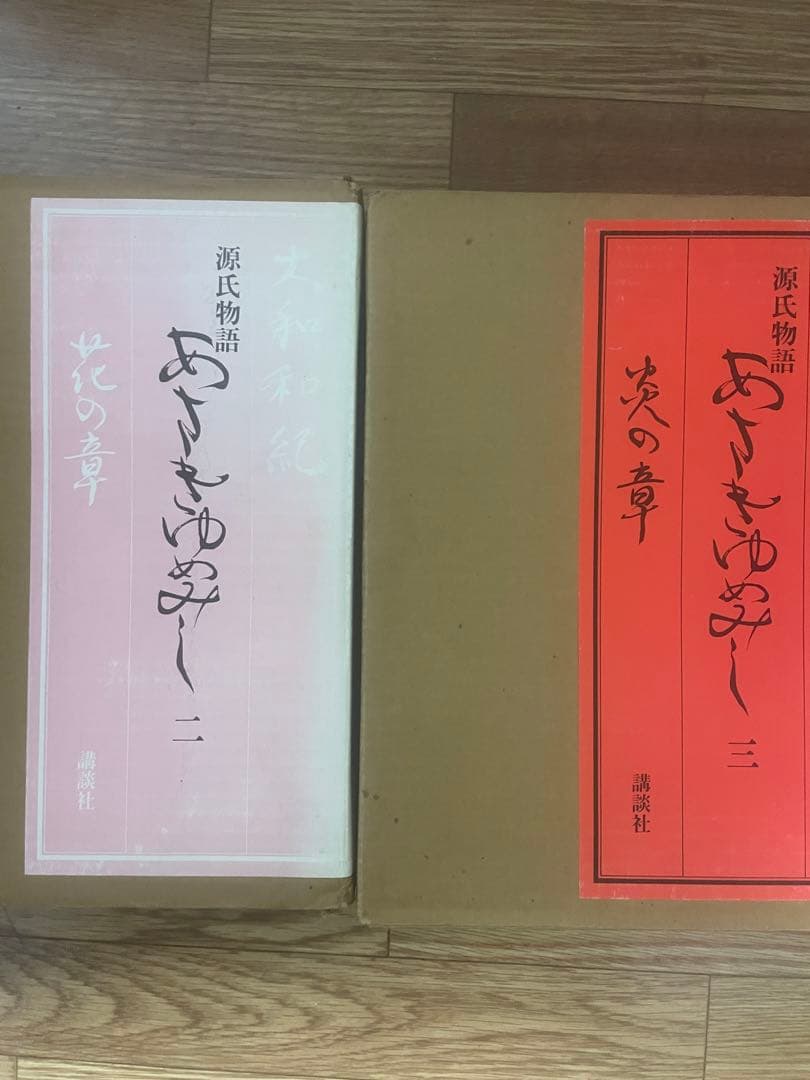 大和和紀
源氏物語
あさきゆめみし 二
花の章
講談社
源氏物語
あさきゆめみし 三
炎の章
講談社